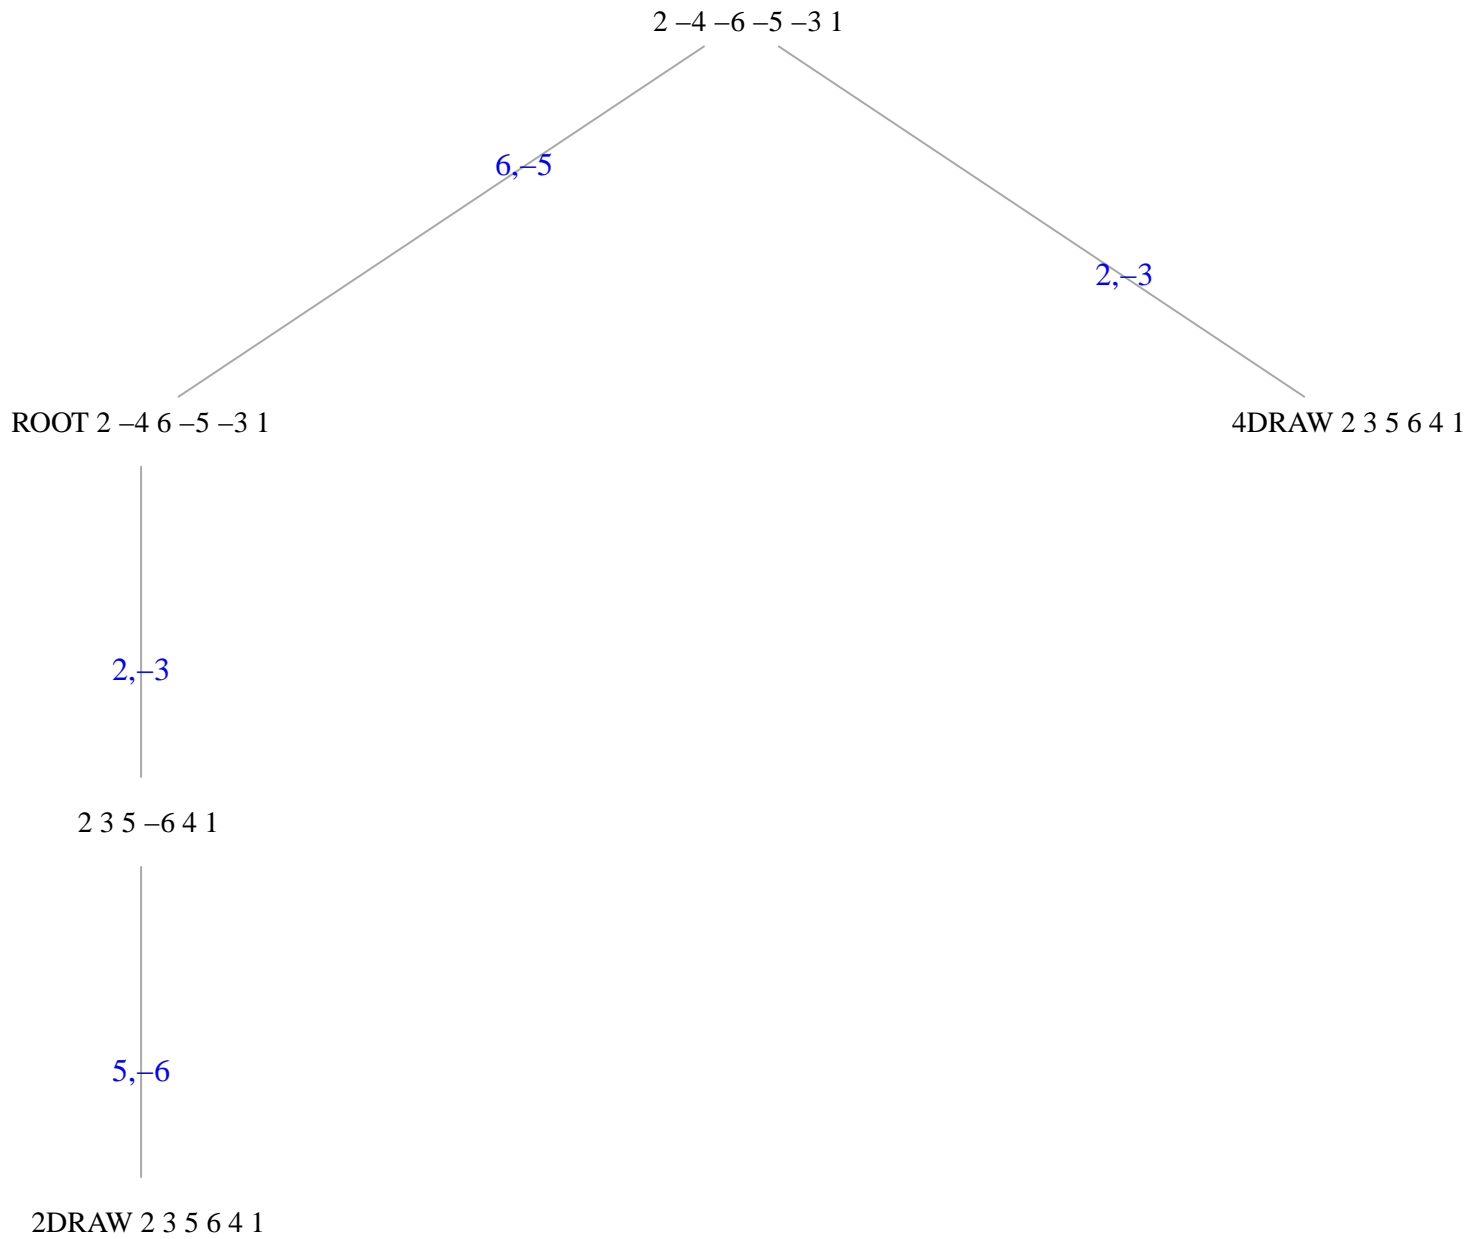 2 –4 –6 –5 –3 1
6,–5
2,–3
ROOT 2 –4 6 –5 –3 1
4DRAW 2 3 5 6 4 1
2,–3
2 3 5 –6 4 1
5,–6
2DRAW 2 3 5 6 4 1